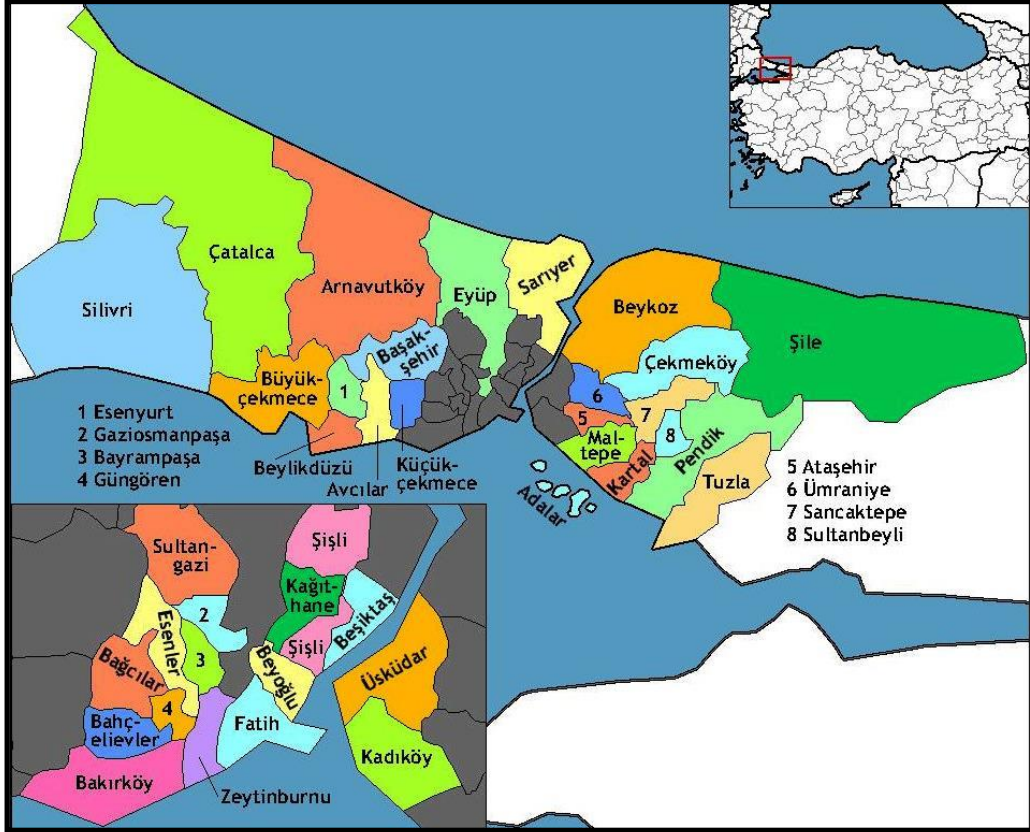 Silivri
Çatalca
Arnavutköy
Eyüp
Sarıyer
Başak-
şehir
Büyük-
çekmece
1
Beylikdüzü
Avcılar
Küçük-
çekmece
Beykoz
Şile
Çekmeköy
6
5
7
8
Mal-
tepe
Kartal
Pendik
Tuzla
Adalar
1 Esenyurt
2 Gaziosmanpaşa
3 Bayrampaşa
4 Güngören
5 Ataşehir
6 Ümraniye
7 Sancaktepe
8 Sultanbeyli
Sultan-
gazi
Şişli
Kağıt-
hane
Beşiktaş
2
Esenler
3
Şişli
Bağcılar
Beyoğlu
Üsküdar
4
Bahç-
elievler
Fatih
Kadıköy
Bakırköy
Zeytinburnu